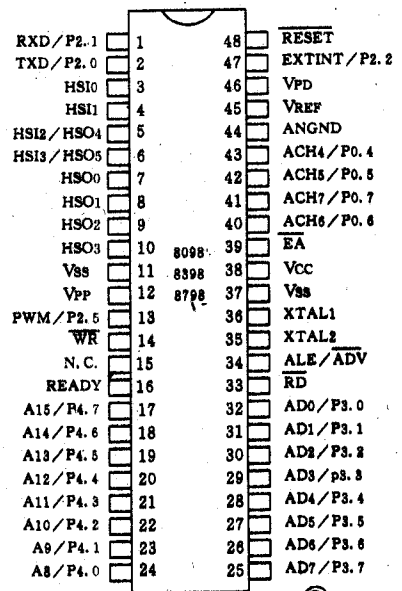 RXD/P2.1 1 48 RESET
TXD/P2.0 2 47 EXTINT/P2.2
HSI0 3 46 VPD
HSI1 4 45 VREF
HSI2/HSO4 5 44 ANGND
HSI3/HSO5 6 43 ACH4/P0.4
HSO0 7 42 ACH5/P0.5
HSO1 8 41 ACH7/P0.7
HSO2 9 40 ACH6/P0.6
HSO3 10 8098 39 EA
Vss 11 8398 38 Vcc
VPP 12 8798 37 Vss
PWM/P2.5 13 36 XTAL1
WR 14 35 XTAL2
N.C. 15 34 ALE/ADV
READY 16 33 RD
A15/P4.7 17 32 AD0/P3.0
A14/P4.6 18 31 AD1/P3.1
A13/P4.5 19 30 AD2/P3.2
A12/P4.4 20 29 AD3/p3.3
A11/P4.3 21 28 AD4/P3.4
A10/P4.2 22 27 AD5/P3.5
A9/P4.1 23 26 AD6/P3.6
A8/P4.0 24 25 AD7/P3.7